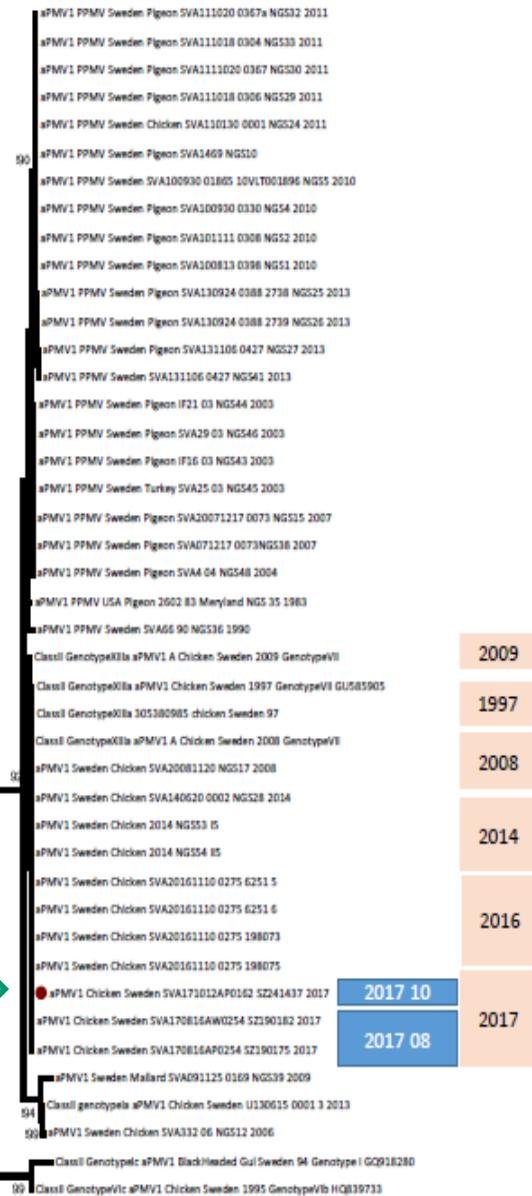 aPMV1 PPMV Sweden Pigeon SVA111020 0367a NGS32 2011
aPMV1 PPMV Sweden Pigeon SVA111018 0304 NGS33 2011
aPMV1 PPMV Sweden Pigeon SVA1111020 0367 NGS30 2011
aPMV1 PPMV Sweden Pigeon SVA111018 0306 NGS29 2011
aPMV1 PPMV Sweden Chicken SVA110130 0001 NGS24 2011
90
aPMV1 PPMV Sweden Pigeon SVA1469 NGS10
aPMV1 PPMV Sweden SVA100930 01865 10VLT001896 NGS5 2010
aPMV1 PPMV Sweden Pigeon SVA100930 0330 NGS4 2010
aPMV1 PPMV Sweden Pigeon SVA101111 0308 NGS2 2010
aPMV1 PPMV Sweden Pigeon SVA100813 0398 NGS1 2010
aPMV1 PPMV Sweden Pigeon SVA130924 0388 2738 NGS25 2013
aPMV1 PPMV Sweden Pigeon SVA130924 0388 2739 NGS26 2013
aPMV1 PPMV Sweden Pigeon SVA131106 0427 NGS27 2013
aPMV1 PPMV Sweden SVA131106 0427 NGS41 2013
aPMV1 PPMV Sweden Pigeon IF21 03 NGS44 2003
aPMV1 PPMV Sweden Pigeon SVA29 03 NGS46 2003
aPMV1 PPMV Sweden Pigeon IF16 03 NGS43 2003
aPMV1 PPMV Sweden Turkey SVA25 03 NGS45 2003
aPMV1 PPMV Sweden Pigeon SVA20071217 0073 NGS15 2007
aPMV1 PPMV Sweden Pigeon SVA071217 0073NGS38 2007
aPMV1 PPMV Sweden Pigeon SVA4 04 NGS48 2004
aPMV1 PPMV USA Pigeon 2602 83 Meryland NGS 35 1983
aPMV1 PPMV Sweden SVA66 90 NGS36 1990
ClassII GenotypeXIIIa aPMV1 A Chicken Sweden 2009 GenotypeVII
2009
ClassII GenotypeXIIIa aPMV1 Chicken Sweden 1997 GenotypeVII GU585905
1997
ClassII GenotypeXIIIa 305380985 chicken Sweden 97
ClassII GenotypeXIIIa aPMV1 A Chicken Sweden 2008 GenotypeVII
2008
aPMV1 Sweden Chicken SVA20081120 NGS17 2008
92
aPMV1 Sweden Chicken SVA140620 0002 NGS28 2014
aPMV1 Sweden Chicken 2014 NGS53 I5
2014
aPMV1 Sweden Chicken 2014 NGS54 II5
aPMV1 Sweden Chicken SVA20161110 0275 6251 5
aPMV1 Sweden Chicken SVA20161110 0275 6251 6
2016
aPMV1 Sweden Chicken SVA20161110 0275 198073
aPMV1 Sweden Chicken SVA20161110 0275 198075
aPMV1 Chicken Sweden SVA171012AP0162 SZ241437 2017
2017 10
aPMV1 Chicken Sweden SVA170816AW0254 SZ190182 2017
2017
2017 08
aPMV1 Chicken Sweden SVA170816AP0254 SZ190175 2017
aPMV1 Sweden Mallard SVA091125 0169 NGS39 2009
94
ClassII genotypeIa aPMV1 Chicken Sweden U130615 0001 3 2013
99
aPMV1 Sweden Chicken SVA332 06 NGS12 2006
ClassII GenotypeIc aPMV1 BlackHeaded Gul Sweden 94 Genotype I GQ918280
99
ClassII GenotypeVIc aPMV1 Chicken Sweden 1995 GenotypeVIb HQ839733